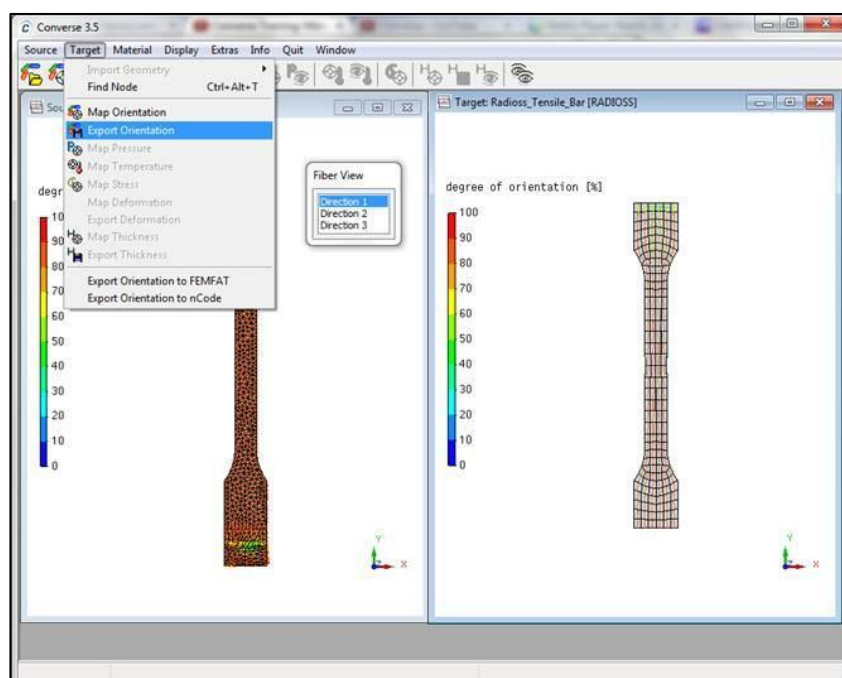 Converse 3.5
Source Target Material Display Extras Info Quit Window
Import Geometry
Find Node Ctrl+Alt+T
Map Orientation
Export Orientation
Map Pressure
Map Temperature
Map Stress
Map Deformation
Export Deformation
Map Thickness
Export Thickness
Export Orientation to FEMFAT
Export Orientation to nCode
Sou
degr
10
90
80
70
60
50
40
30
20
10
0
Y
X
Fiber View
Direction 1
Direction 2
Direction 3
Target: Radioss_Tensile_Bar [RADIOSS]
degree of orientation [%]
100
90
80
70
60
50
40
30
20
10
0
Y
X